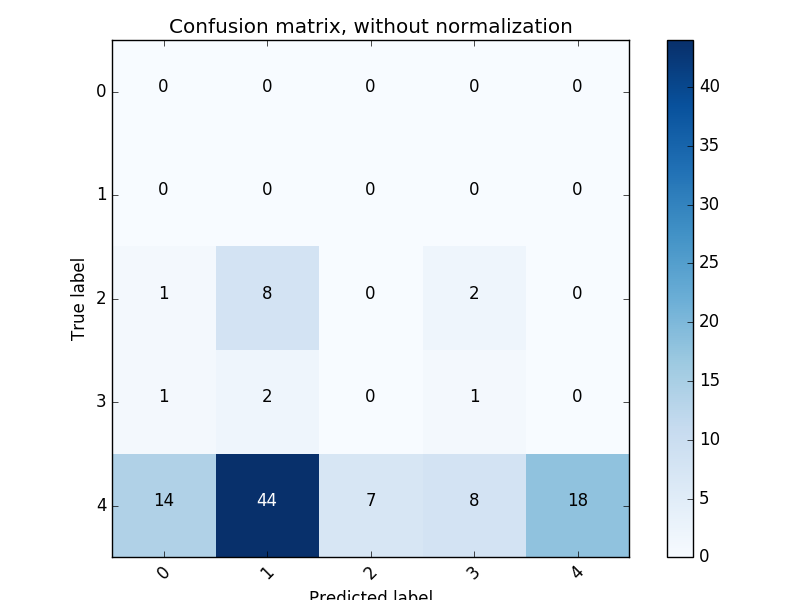 Confusion matrix, without normalization
0 0 0 0 0 0
1 0 0 0 0 0
2 1 8 0 2 0
3 1 2 0 1 0
4 14 44 7 8 18
0 1 2 3 4
True label
Predicted label
40
35
30
25
20
15
10
5
0